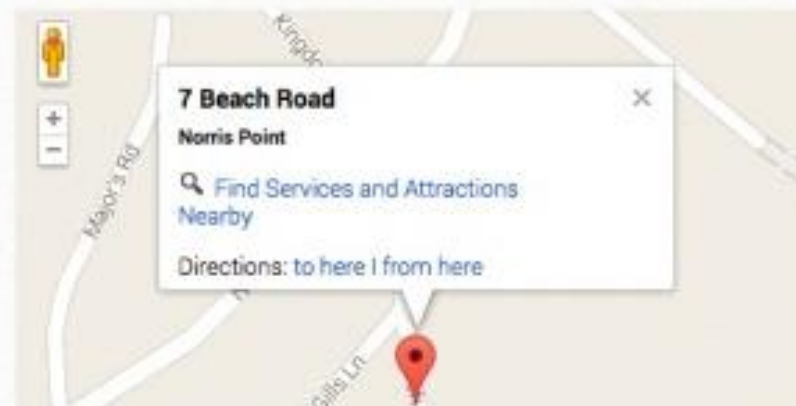 7 Beach Road
Norris Point
Find Services and Attractions
Nearby
Directions: to here | from here
Major's Rd
Gills Ln